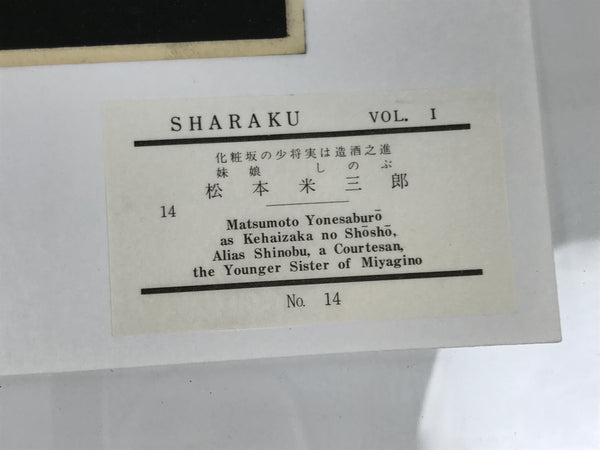 SHARAKU VOL. I
化粧坂の少将実は造酒之進
妹娘 しのぶ
松本米三郎
14
Matsumoto Yonesaburō
as Kehaizaka no Shōshō,
Alias Shinobu, a Courtesan,
the Younger Sister of Miyagino
No. 14